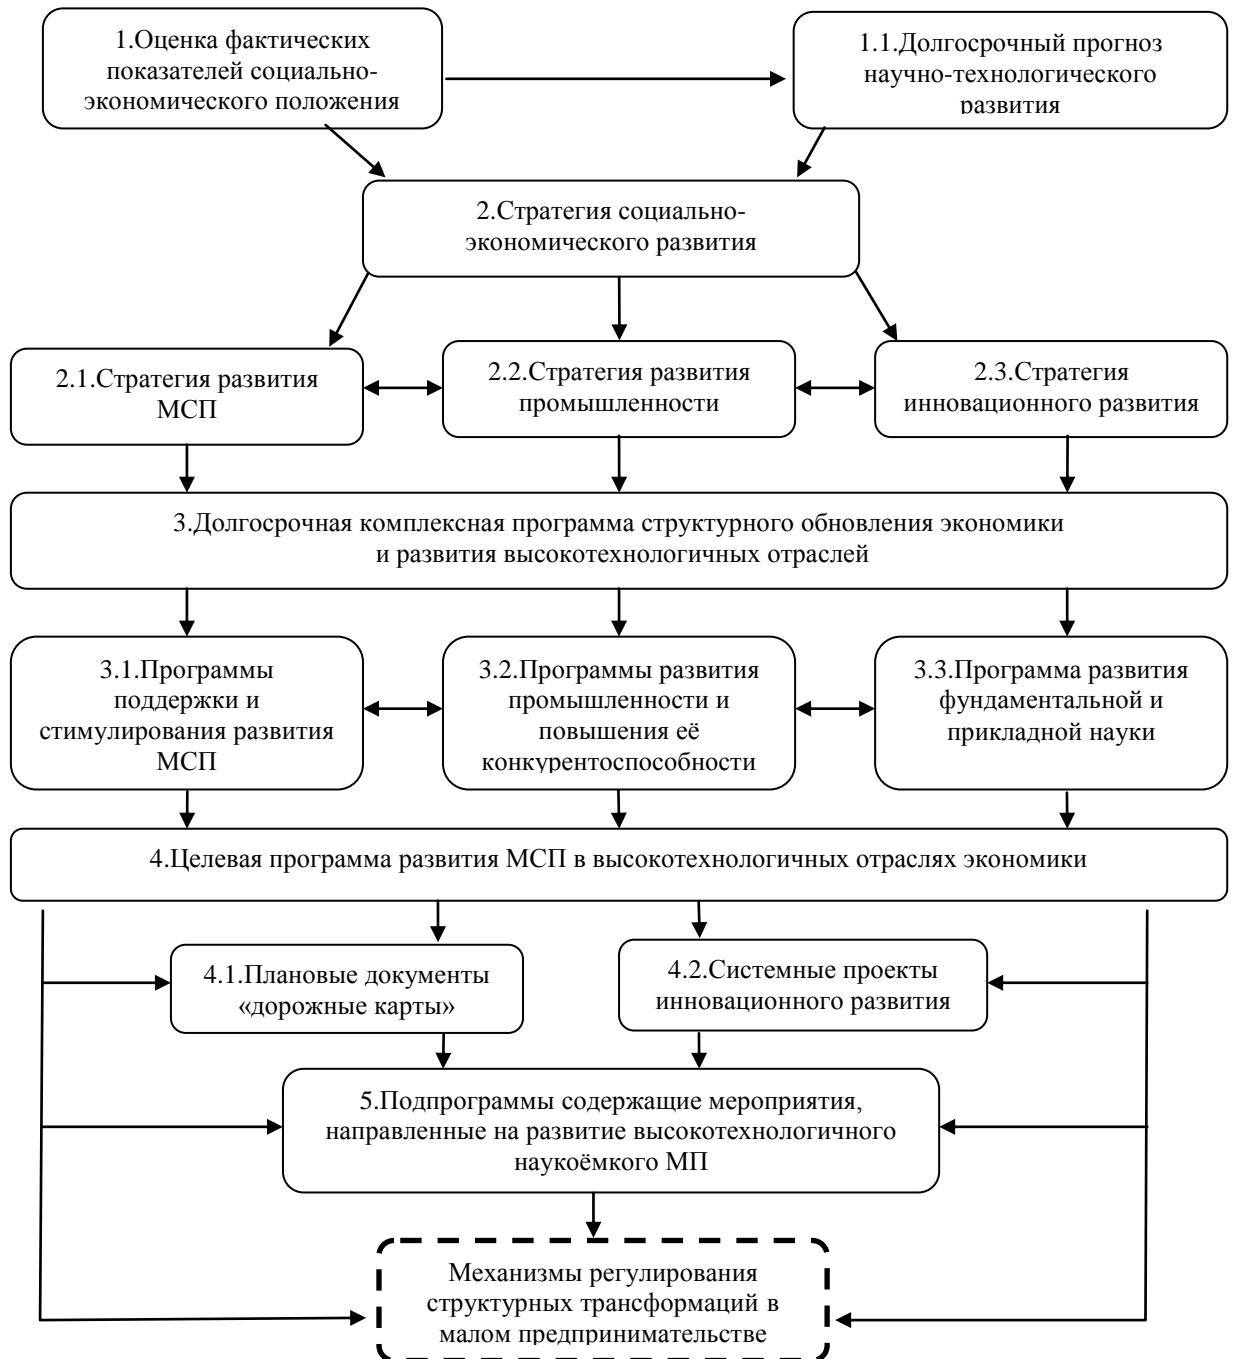 1.Оценка фактических
показателей социально-
экономического положения
1.1.Долгосрочный прогноз
научно-технологического
развития
2.Стратегия социально-
экономического развития
2.1.Стратегия развития
МСП
2.2.Стратегия развития
промышленности
2.3.Стратегия
инновационного развития
3.Долгосрочная комплексная программа структурного обновления экономики
и развития высокотехнологичных отраслей
3.1.Программы
поддержки и
стимулирования развития
МСП
3.2.Программы развития
промышленности и
повышения её
конкурентоспособности
3.3.Программа развития
фундаментальной и
прикладной науки
4.Целевая программа развития МСП в высокотехнологичных отраслях экономики
4.1.Плановые документы
«дорожные карты»
4.2.Системные проекты
инновационного развития
5.Подпрограммы содержащие мероприятия,
направленные на развитие высокотехнологичного
наукоёмкого МП
Механизмы регулирования
структурных трансформаций в
малом предпринимательстве